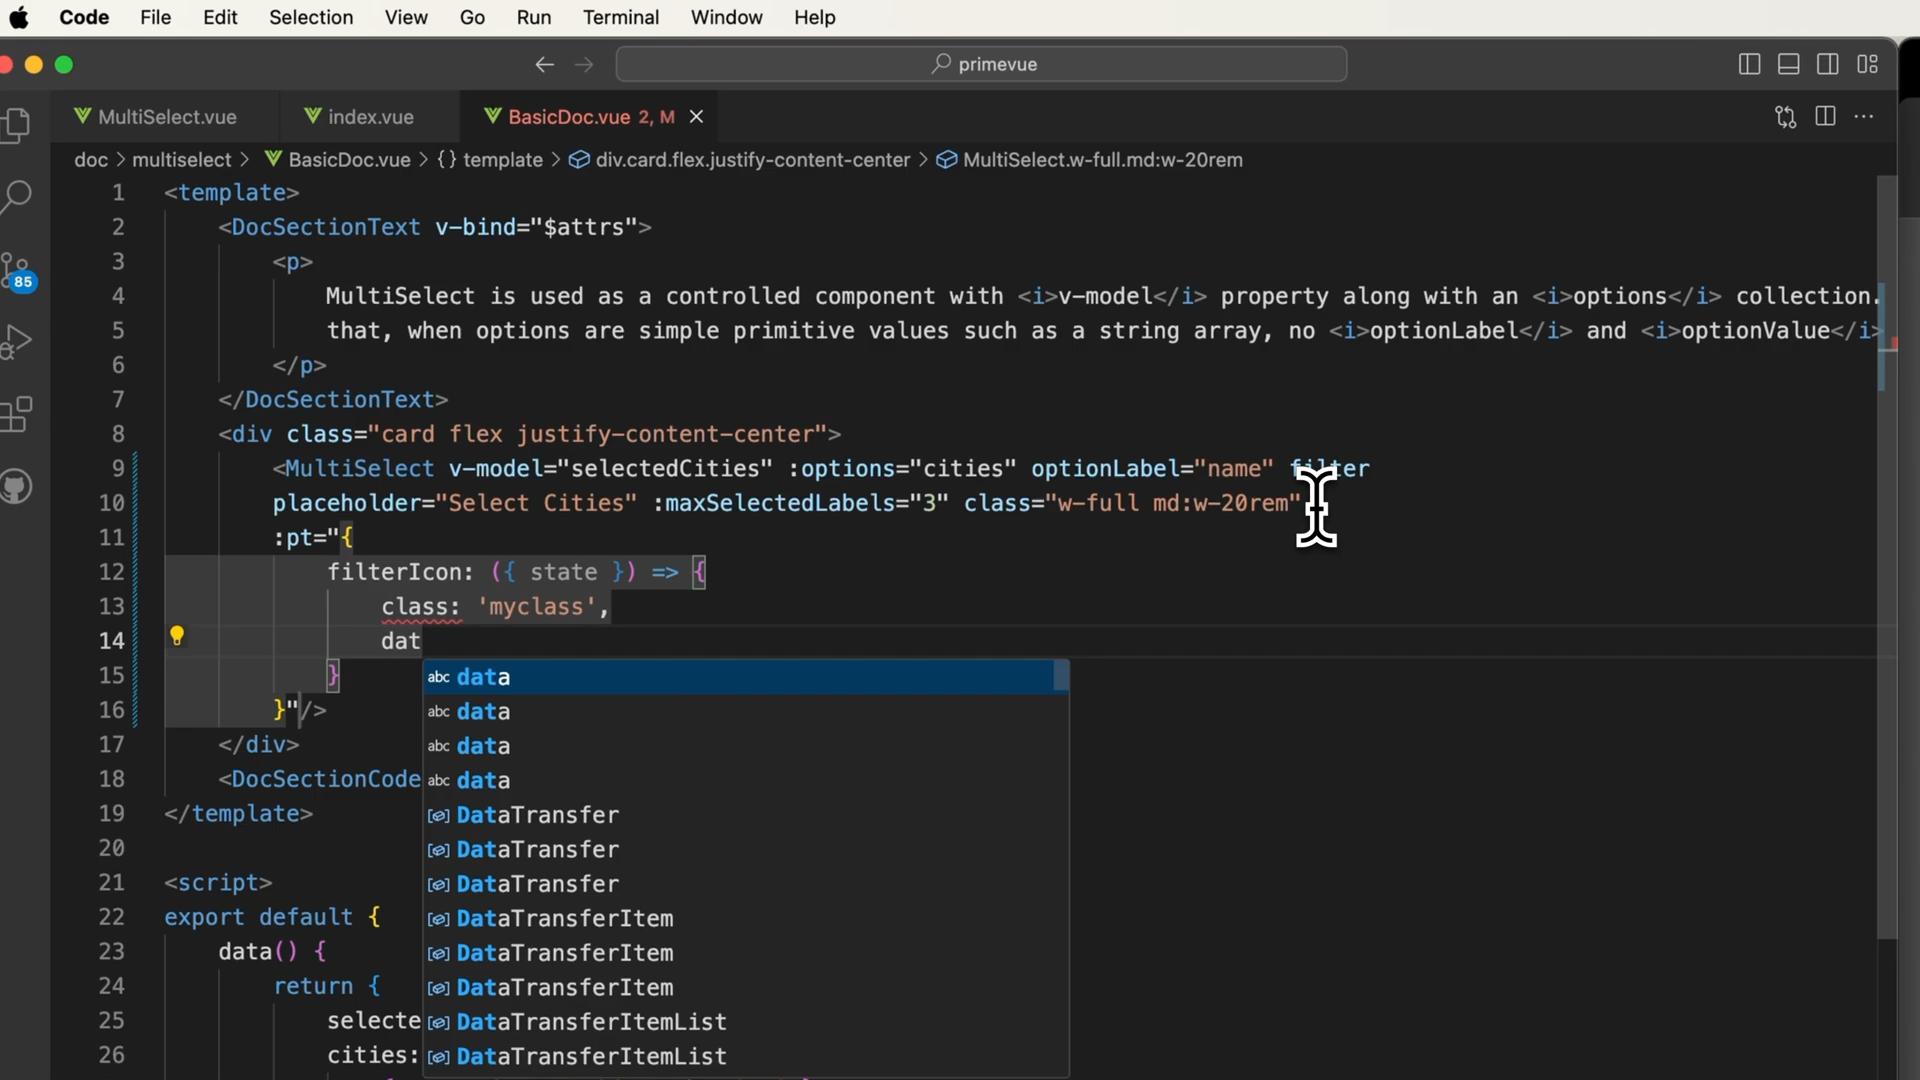 Code File Edit Selection View Go Run Terminal Window Help
primevue
MultiSelect.vue index.vue BasicDoc.vue 2, M
doc > multiselect > BasicDoc.vue > {} template > div.card.flex.justify-content-center > MultiSelect.w-full.md:w-20rem
85
1 <template>
2 <DocSectionText v-bind="$attrs">
3 <p>
4 MultiSelect is used as a controlled component with <i>v-model</i> property along with an <i>options</i> collection.
5 that, when options are simple primitive values such as a string array, no <i>optionLabel</i> and <i>optionValue</i>
6 </p>
7 </DocSectionText>
8 <div class="card flex justify-content-center">
9 <MultiSelect v-model="selectedCities" :options="cities" optionLabel="name" filter
10 placeholder="Select Cities" :maxSelectedLabels="3" class="w-full md:w-20rem"
11 :pt="{
12 filterIcon: ({ state }) => {
13 class: 'myclass',
14 dat
15 }
16 }"/>
17 </div>
18 <DocSectionCode
19 </template>
20
21 <script>
22 export default {
23 data() {
24 return {
25 selecte
26 cities:
abc data
abc data
abc data
abc data
DataTransfer
DataTransfer
DataTransfer
DataTransferItem
DataTransferItem
DataTransferItem
DataTransferItemList
DataTransferItemList